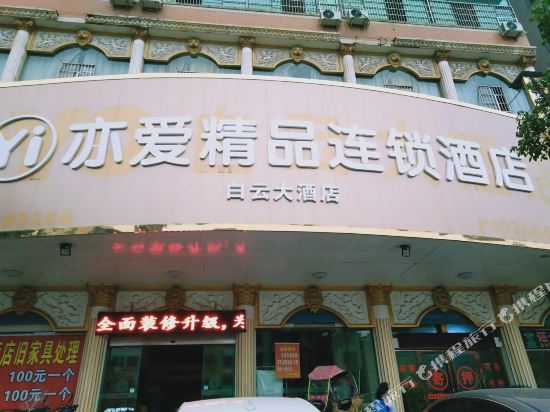 Yi 亦爱精品连锁酒店
白云大酒店
全面装修升级,关
店旧家具处理
100元一个
100元一个
寄 押
携程旅行